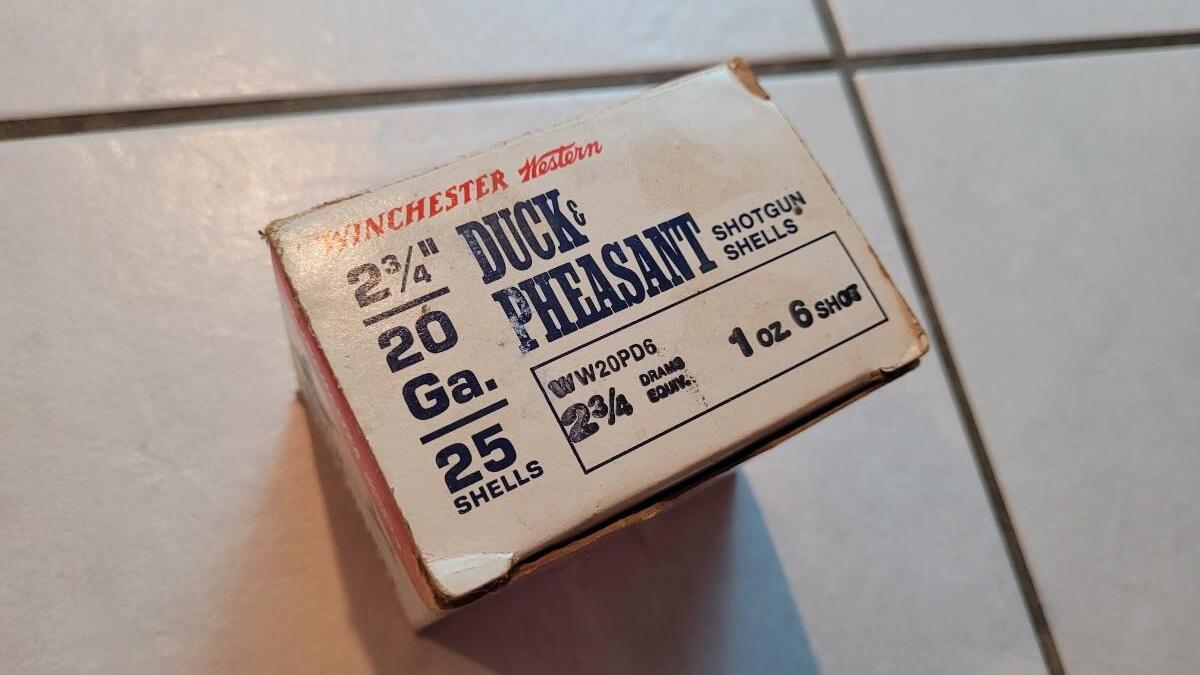 WINCHESTER Western
2¾"
20
Ga.
25
SHELLS
DUCK &
PHEASANT
SHOTGUN
SHELLS
WW20PD6
2¾ DRAMS
EQUIV.
1 oz 6 SHOT